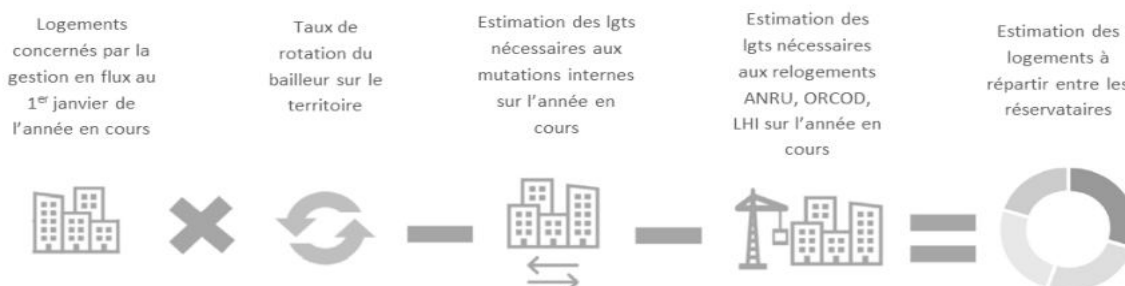 Logements
concernés par la
gestion en flux au
1er janvier de
l'année en cours
Taux de
rotation du
bailleur sur le
territoire
Estimation des lgts
nécessaires aux
mutations internes
sur l'année en
cours
Estimation des
lgts nécessaires
aux relogements
ANRU, ORCOD,
LHI sur l'année en
cours
Estimation des
logements à
répartir entre les
réservataires